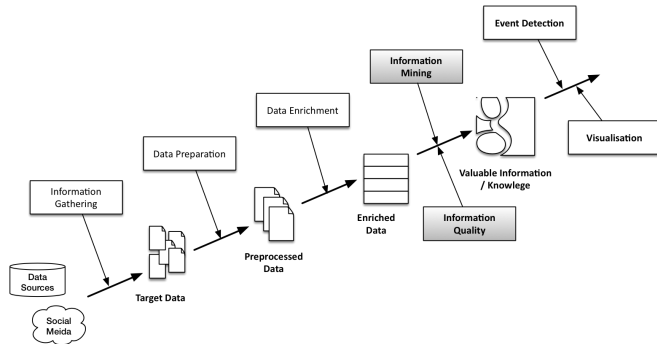 Event Detection
Information
Mining
Data Enrichment
Visualisation
Data Preparation
Valuable Information
/ Knowlege
Information
Gathering
Enriched
Data
Information
Quality
Preprocessed
Data
Data
Sources
Target Data
Social
Meida